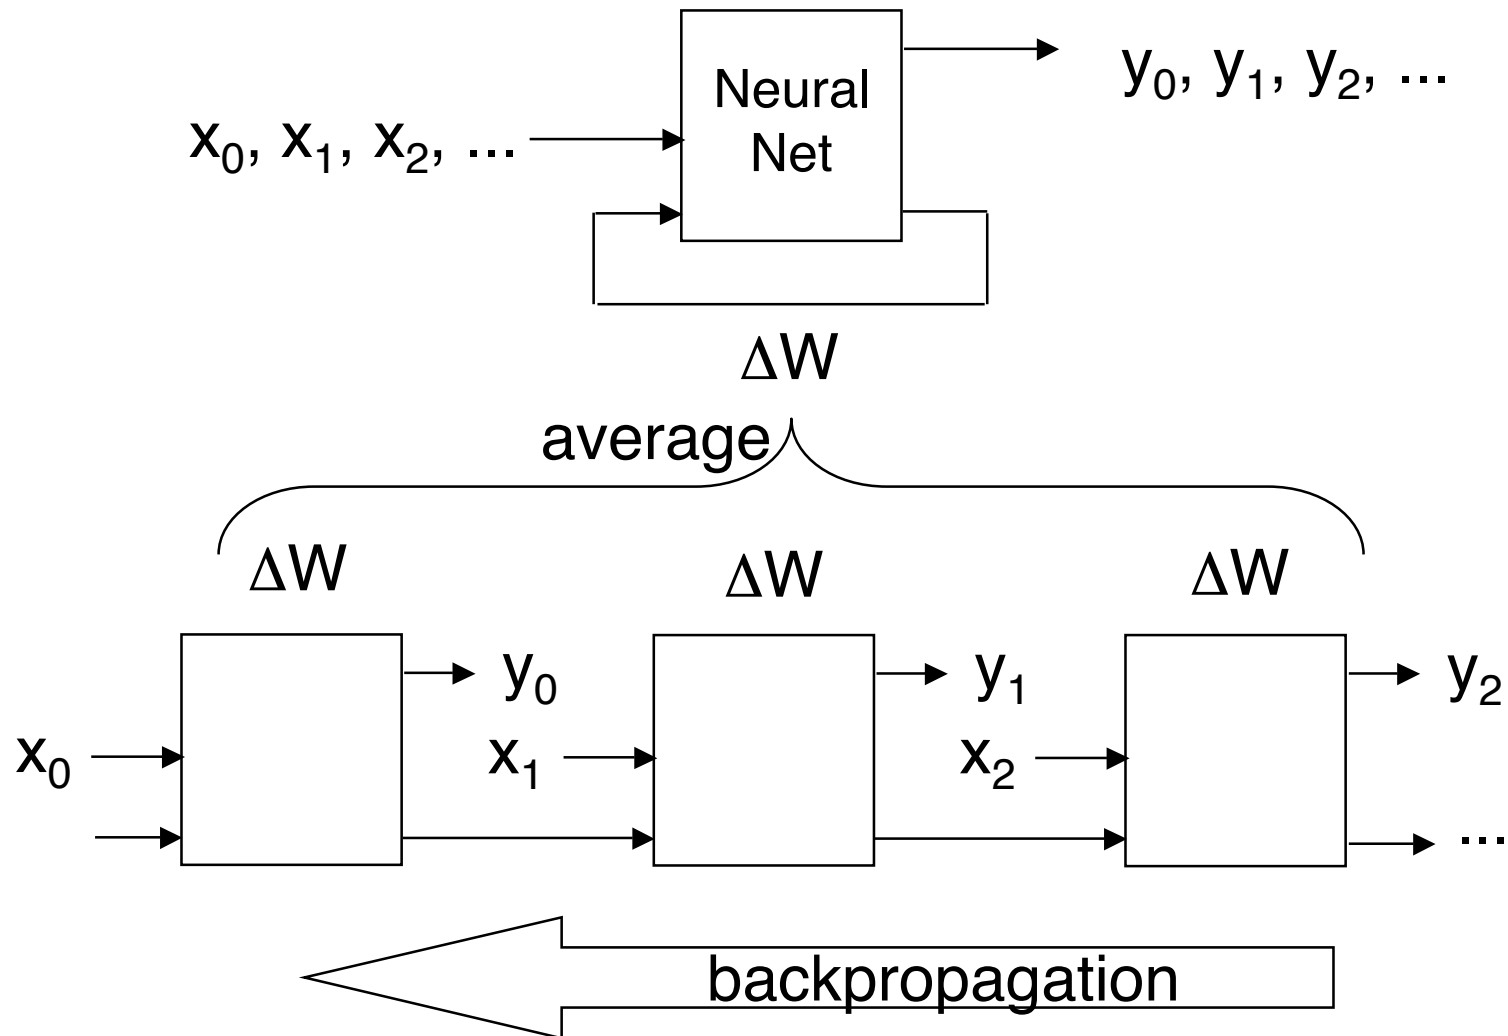 Neural
Net
x₀, x₁, x₂, ...
y₀, y₁, y₂, ...
ΔW
average
ΔW
ΔW
ΔW
y₀
y₁
y₂
x₀
x₁
x₂
...
backpropagation